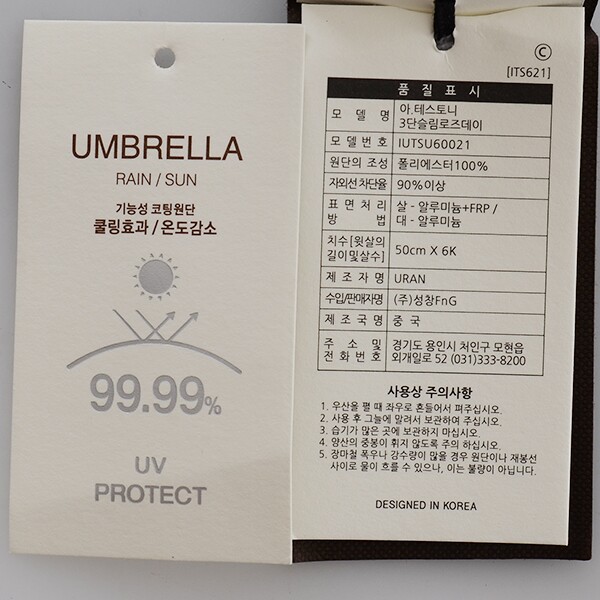 UMBRELLA
RAIN / SUN
기능성 코팅원단
쿨링효과 / 온도감소
99.99%
UV
PROTECT
©
[ITS621]
품 질 표 시
모 델 명 아.테스토니
3단슬림로즈데이
모 델 번 호 IUTSU60021
원단의 조성 폴리에스터100%
자외선 차단율 90%이상
표 면 처 리 살 - 알루미늄+FRP /
방 법 대 - 알루미늄
치수[윗살의
길이및살수] 50cm X 6K
제 조 자 명 URAN
수입/판매자명 (주)성창FnG
제 조 국 명 중 국
주 소 및 경기도 용인시 처인구 모현읍
전 화 번 호 외개일로 52 (031)333-8200
사용상 주의사항
1. 우산을 펼 때 좌우로 흔들어서 펴주십시오.
2. 사용 후 그늘에 말려서 보관하여 주십시오.
3. 습기가 많은 곳에 보관하지 마십시오.
4. 양산의 중봉이 휘지 않도록 주의 하십시오.
5. 장마철 폭우나 강수량이 많을 경우 원단이나 재봉선
사이로 물이 흐를 수 있으나, 이는 불량이 아닙니다.
DESIGNED IN KOREA